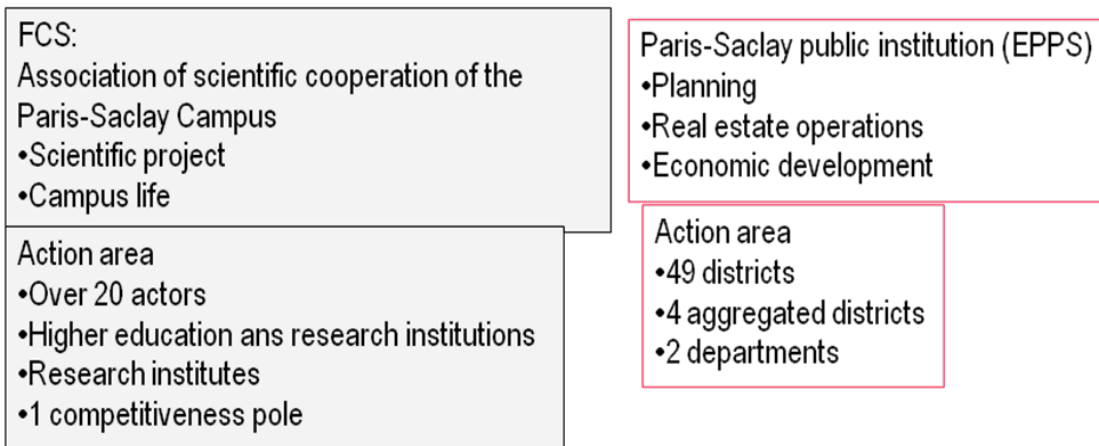 FCS:
Association of scientific cooperation of the
Paris-Saclay Campus
•Scientific project
•Campus life
Action area
•Over 20 actors
•Higher education ans research institutions
•Research institutes
•1 competitiveness pole
Paris-Saclay public institution (EPPS)
•Planning
•Real estate operations
•Economic development
Action area
•49 districts
•4 aggregated districts
•2 departments